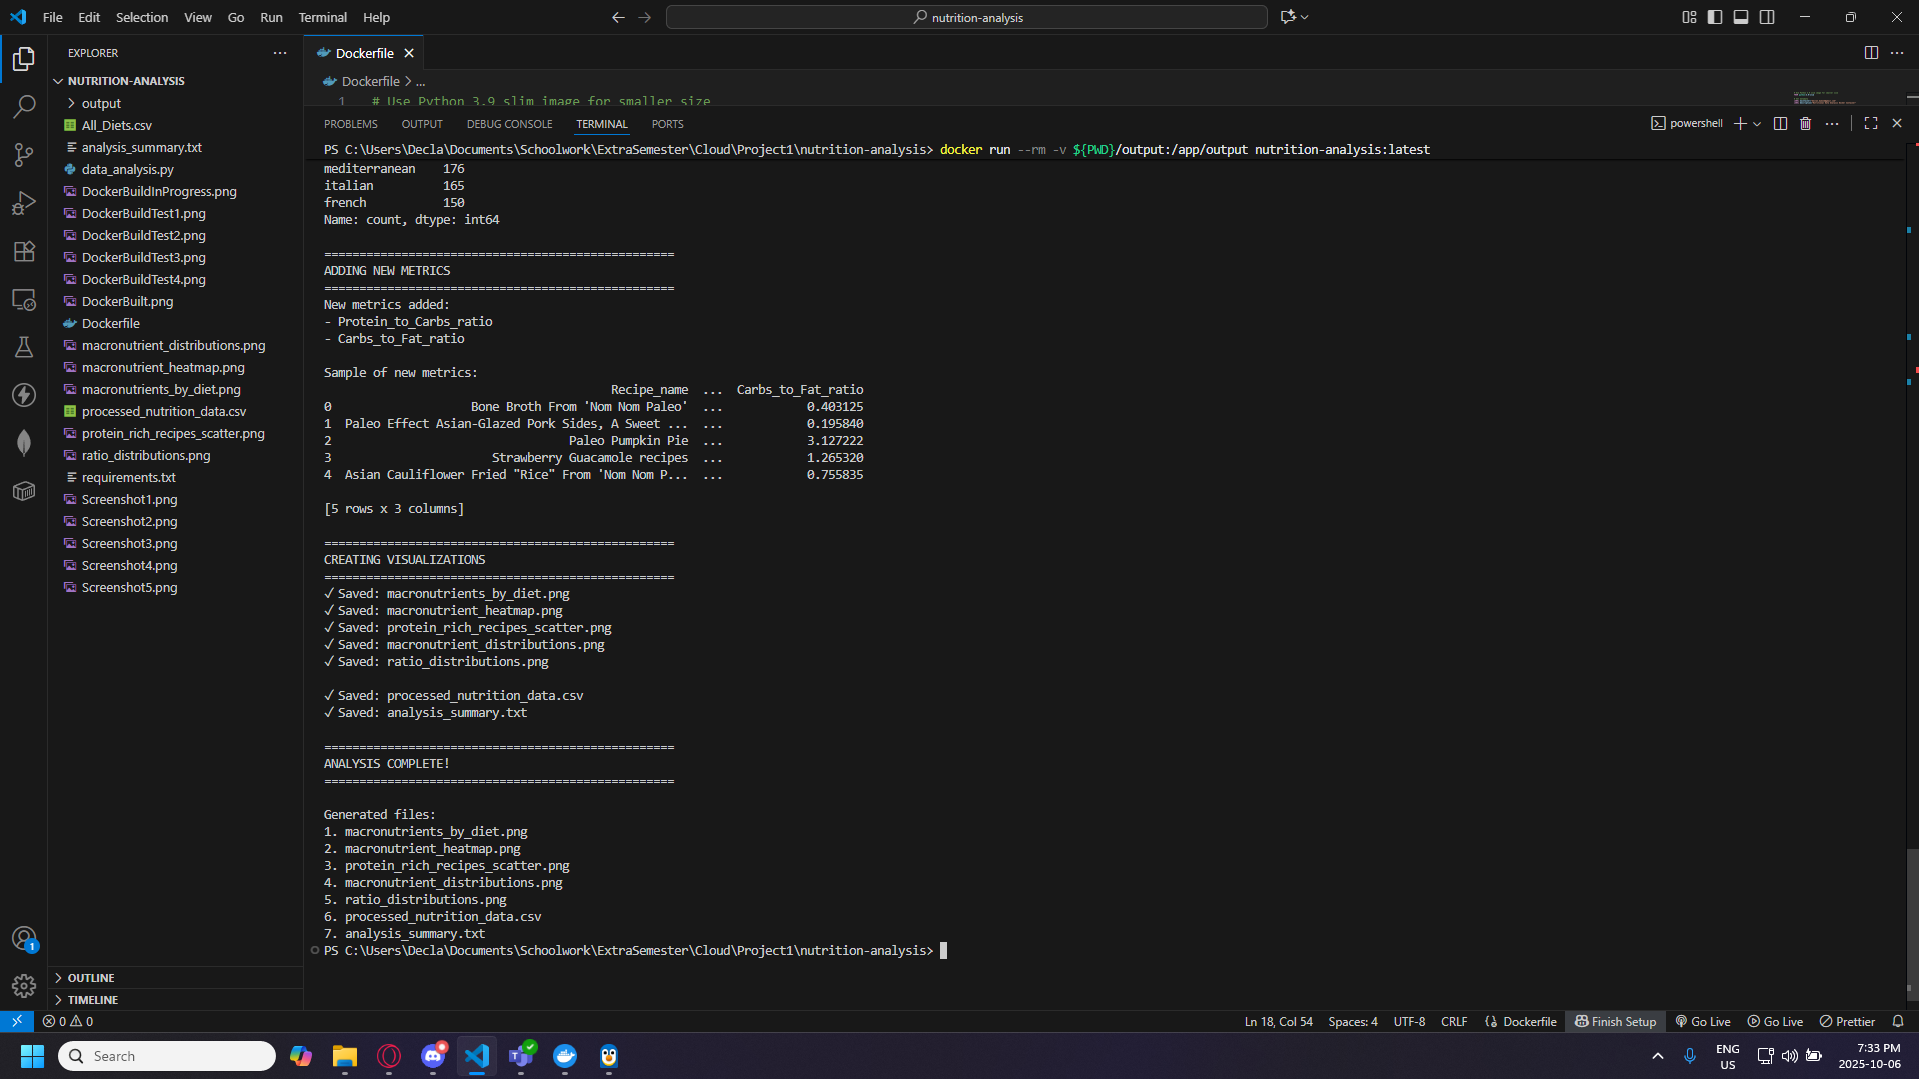 File Edit Selection View Go Run Terminal Help
nutrition-analysis
EXPLORER
NUTRITION-ANALYSIS
output
All_Diets.csv
analysis_summary.txt
data_analysis.py
DockerBuildInProgress.png
DockerBuildTest1.png
DockerBuildTest2.png
DockerBuildTest3.png
DockerBuildTest4.png
DockerBuilt.png
Dockerfile
macronutrient_distributions.png
macronutrient_heatmap.png
macronutrients_by_diet.png
processed_nutrition_data.csv
protein_rich_recipes_scatter.png
ratio_distributions.png
requirements.txt
Screenshot1.png
Screenshot2.png
Screenshot3.png
Screenshot4.png
Screenshot5.png
OUTLINE
TIMELINE
Dockerfile
Dockerfile > ...
1 # Use Python 3.9 slim image for smaller size
PROBLEMS OUTPUT DEBUG CONSOLE TERMINAL PORTS
powershell
PS C:\Users\Decla\Documents\Schoolwork\ExtraSemester\Cloud\Project1\nutrition-analysis> docker run --rm -v ${PWD}/output:/app/output nutrition-analysis:latest
mediterranean 176
italian 165
french 150
Name: count, dtype: int64
==================================================
ADDING NEW METRICS
==================================================
New metrics added:
- Protein_to_Carbs_ratio
- Carbs_to_Fat_ratio
Sample of new metrics:
Recipe_name ... Carbs_to_Fat_ratio
0 Bone Broth From 'Nom Nom Paleo' ... 0.403125
1 Paleo Effect Asian-Glazed Pork Sides, A Sweet ... ... 0.195840
2 Paleo Pumpkin Pie ... 3.127222
3 Strawberry Guacamole recipes ... 1.265320
4 Asian Cauliflower Fried "Rice" From 'Nom Nom P... ... 0.755835
[5 rows x 3 columns]
==================================================
CREATING VISUALIZATIONS
==================================================
✓ Saved: macronutrients_by_diet.png
✓ Saved: macronutrient_heatmap.png
✓ Saved: protein_rich_recipes_scatter.png
✓ Saved: macronutrient_distributions.png
✓ Saved: ratio_distributions.png
✓ Saved: processed_nutrition_data.csv
✓ Saved: analysis_summary.txt
==================================================
ANALYSIS COMPLETE!
==================================================
Generated files:
1. macronutrients_by_diet.png
2. macronutrient_heatmap.png
3. protein_rich_recipes_scatter.png
4. macronutrient_distributions.png
5. ratio_distributions.png
6. processed_nutrition_data.csv
7. analysis_summary.txt
PS C:\Users\Decla\Documents\Schoolwork\ExtraSemester\Cloud\Project1\nutrition-analysis>
1
0 0
Ln 18, Col 54 Spaces: 4 UTF-8 CRLF {} Dockerfile Finish Setup Go Live Go Live Prettier
Search
ENG
US
7:33 PM
2025-10-06